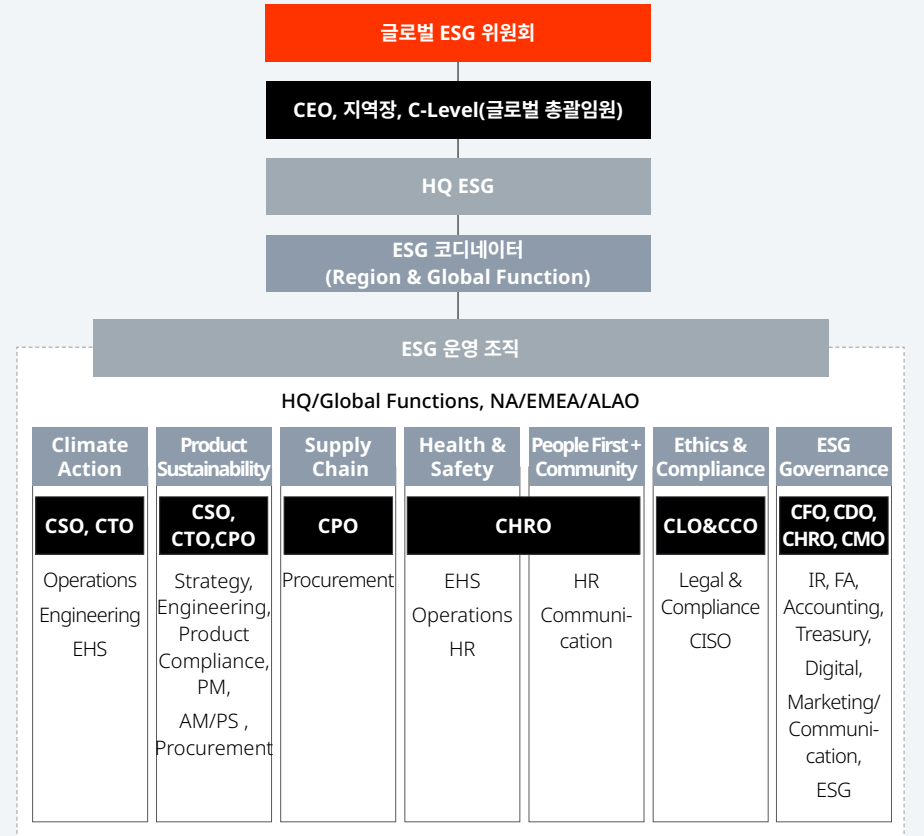 글로벌 ESG 위원회
CEO, 지역장, C-Level(글로벌 총괄임원)
HQ ESG
ESG 코디네이터
(Region & Global Function)
ESG 운영 조직
HQ/Global Functions, NA/EMEA/ALAO
Climate
Action
CSO, CTO
Operations
Engineering
EHS
Product
Sustainability
CSO,
CTO,CPO
Strategy,
Engineering,
Product
Compliance,
PM,
AM/PS ,
Procurement
Supply
Chain
CPO
Procurement
Health &
Safety
People First +
Community
CHRO
EHS
Operations
HR
HR
Communi-
cation
Ethics &
Compliance
CLO&CCO
Legal &
Compliance
CISO
ESG
Governance
CFO, CDO,
CHRO, CMO
IR, FA,
Accounting,
Treasury,
Digital,
Marketing/
Communi-
cation,
ESG